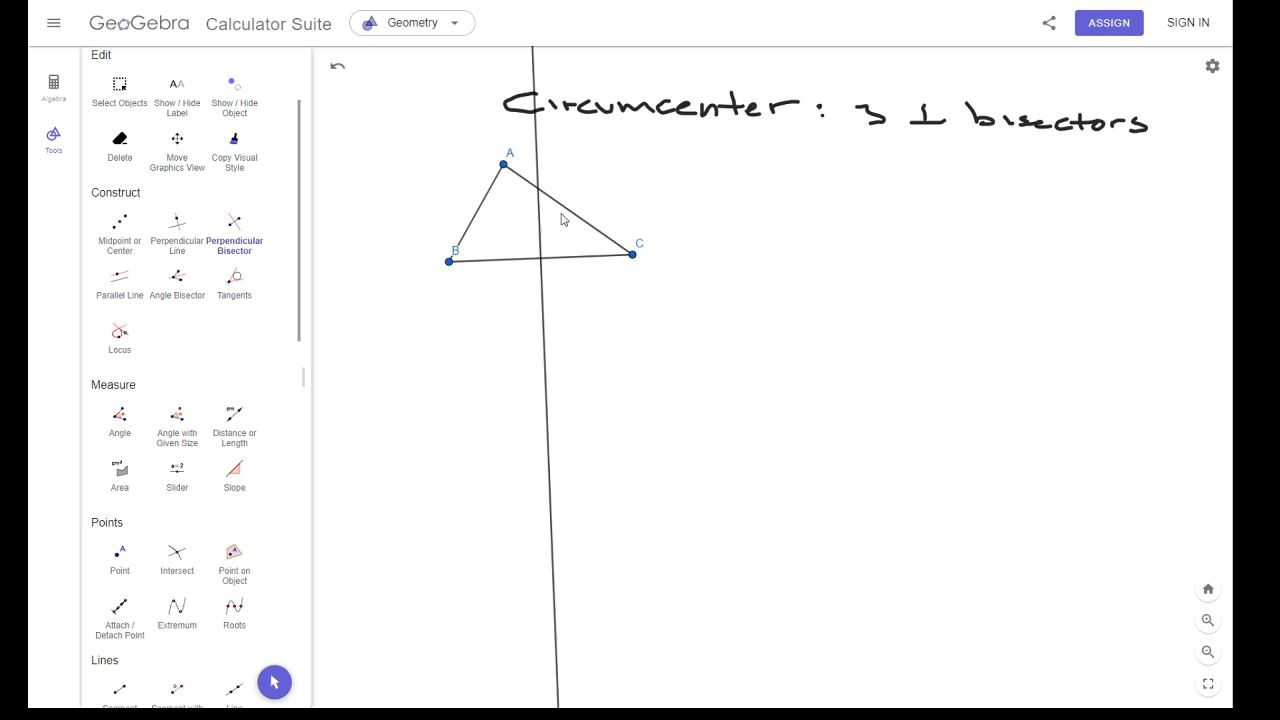 GeoGebra Calculator Suite Geometry ASSIGN SIGN IN
Algebra
Tools
Edit
Select Objects
Show / Hide Label
Show / Hide Object
Delete
Move Graphics View
Copy Visual Style
Construct
Midpoint or Center
Perpendicular Line
Perpendicular Bisector
Parallel Line
Angle Bisector
Tangents
Locus
Measure
Angle
Angle with Given Size
Distance or Length
Area
Slider
Slope
Points
Point
Intersect
Point on Object
Attach / Detach Point
Extremum
Roots
Lines
Circumcenter: 3 ⊥ bisectors
A
B
C